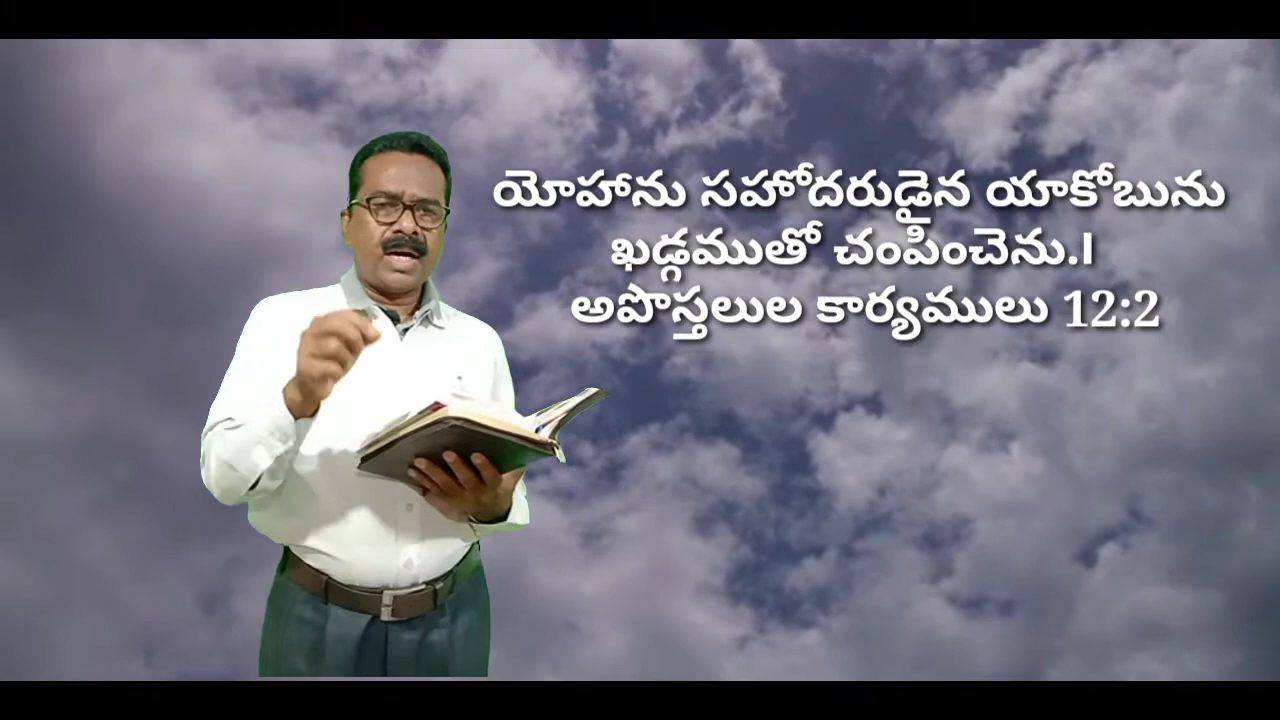 యోహాను సహోదరుడైన యాకోబును
ఖడ్గముతో చంపించెను.।
అపొస్తలుల కార్యములు 12:2